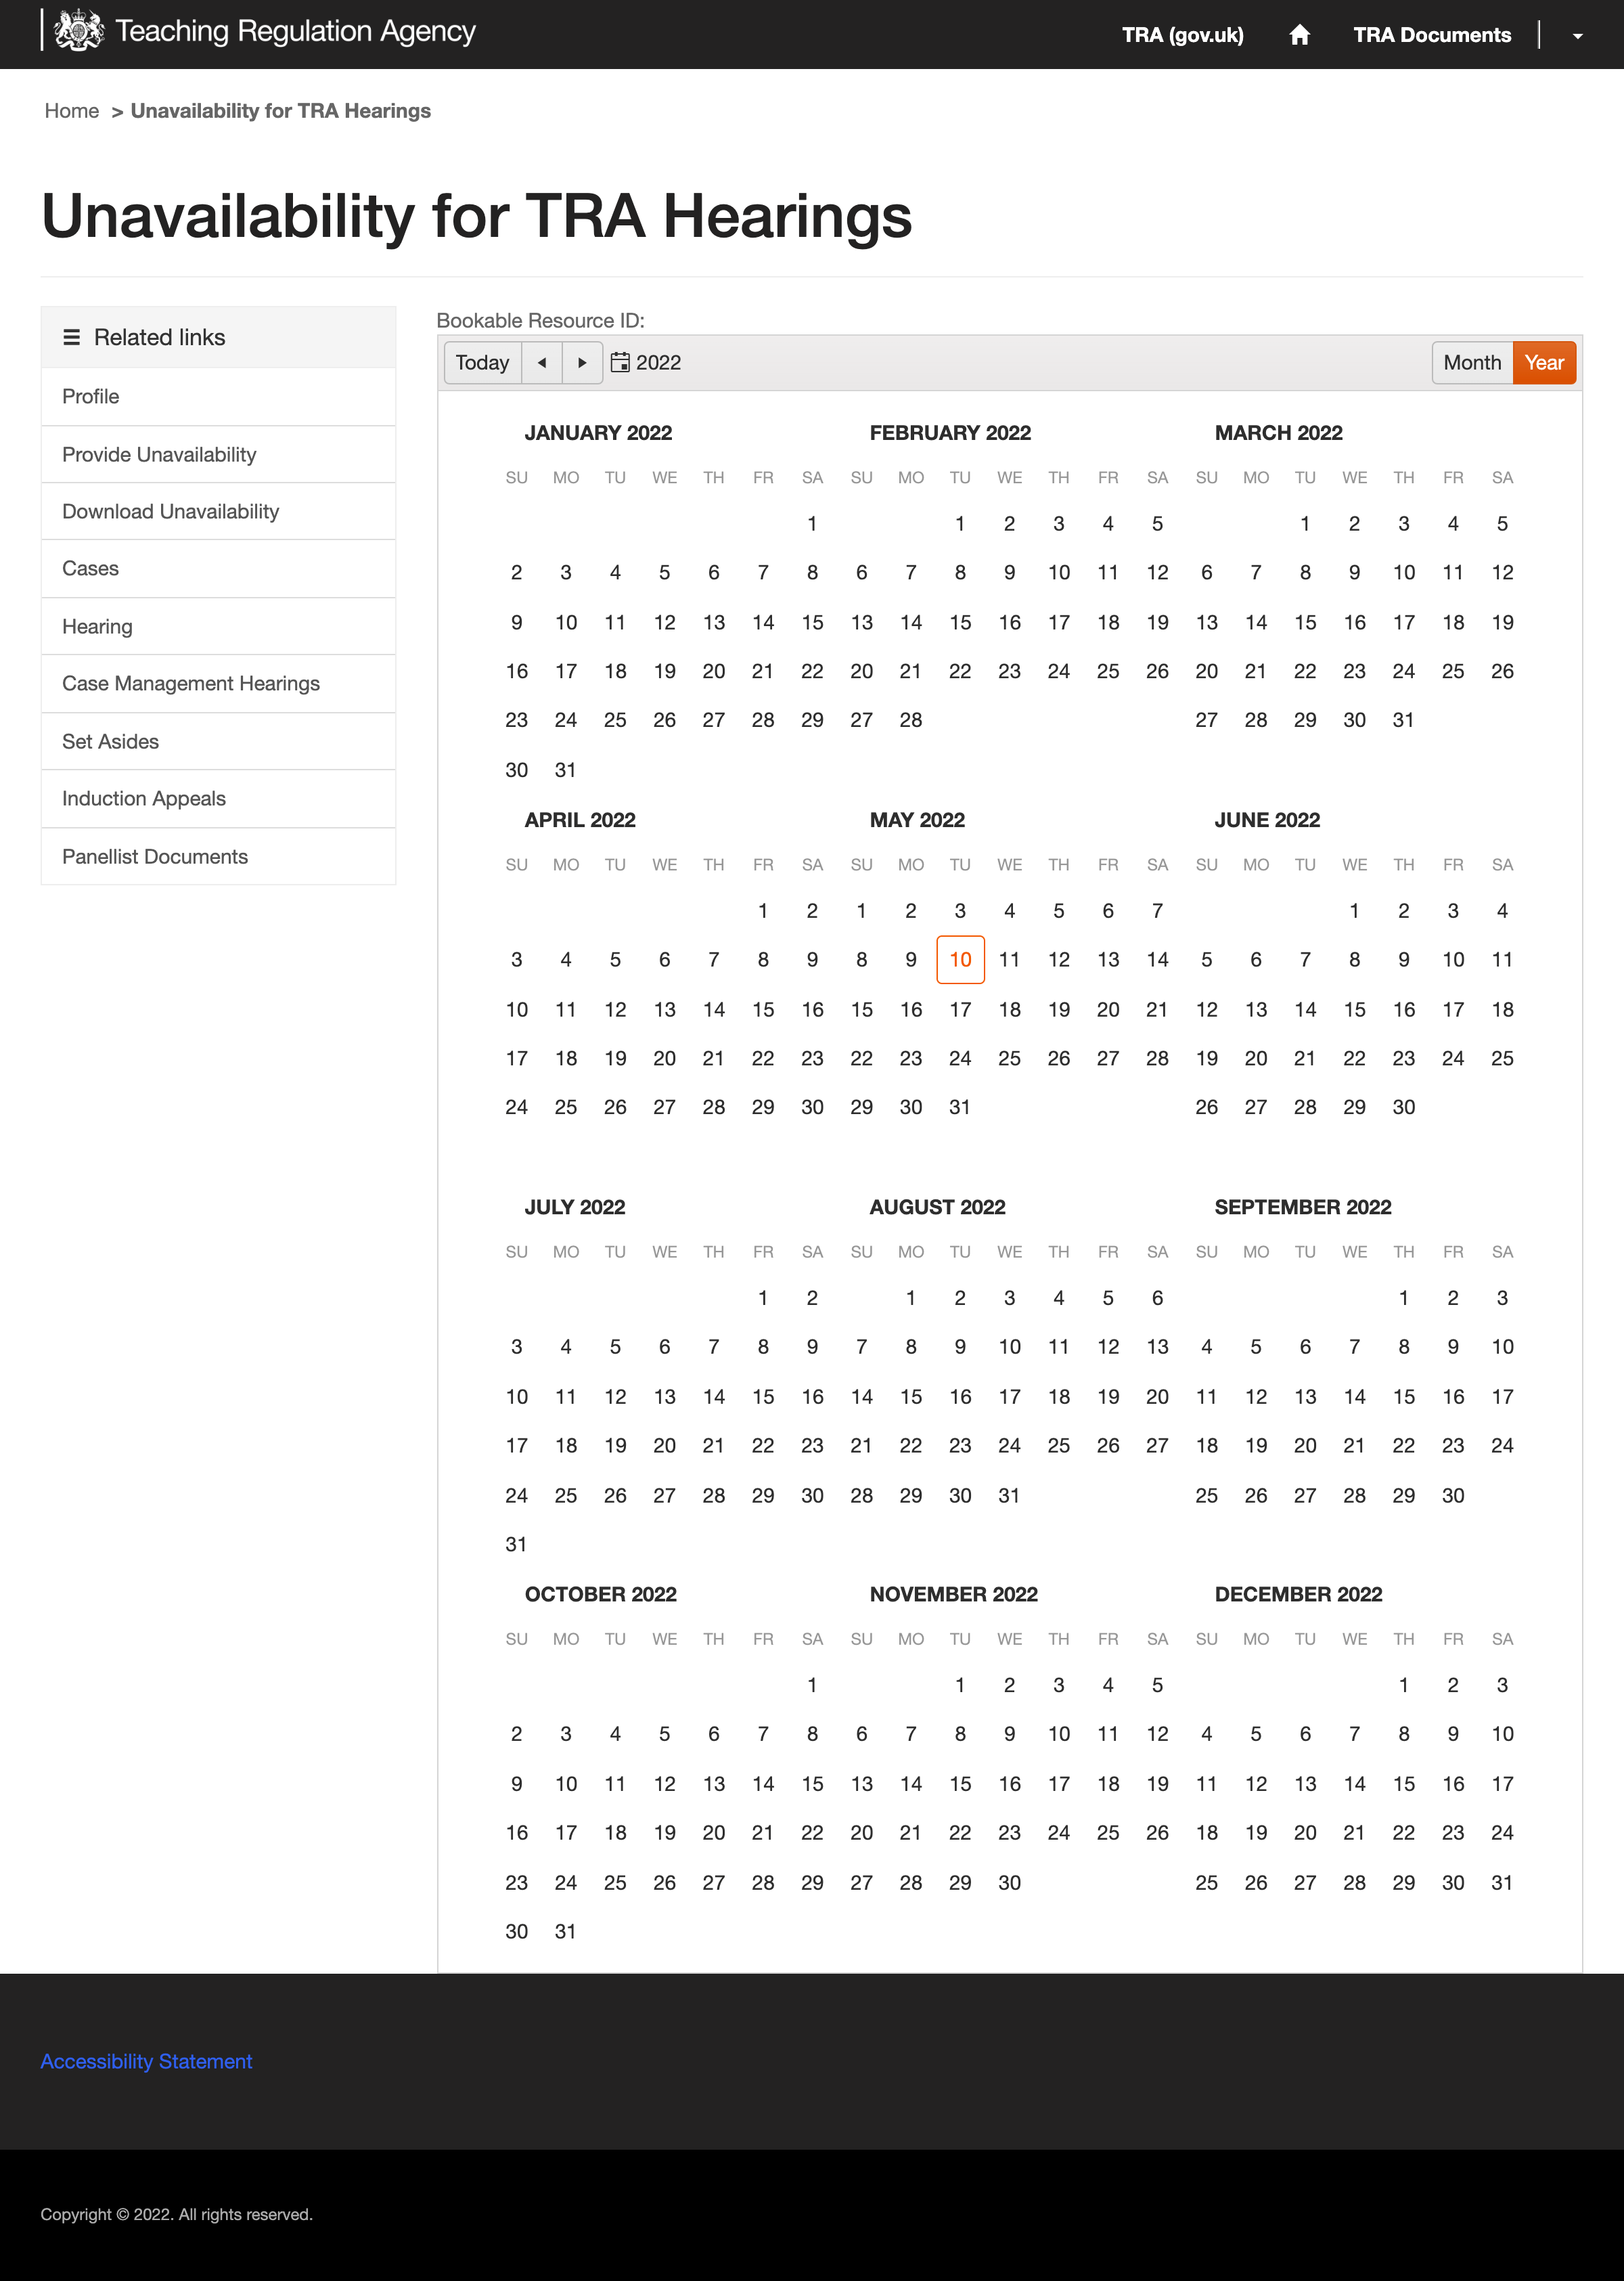 Teaching Regulation Agency
TRA (gov.uk)
TRA Documents
Home > Unavailability for TRA Hearings
Unavailability for TRA Hearings
Related links
Profile
Provide Unavailability
Download Unavailability
Cases
Hearing
Case Management Hearings
Set Asides
Induction Appeals
Panellist Documents
Bookable Resource ID:
Today 2022 Month Year
JANUARY 2022 FEBRUARY 2022 MARCH 2022
SU MO TU WE TH FR SA SU MO TU WE TH FR SA SU MO TU WE TH FR SA
1 1 2 3 4 5 1 2 3 4 5
2 3 4 5 6 7 8 6 7 8 9 10 11 12 6 7 8 9 10 11 12
9 10 11 12 13 14 15 13 14 15 16 17 18 19 13 14 15 16 17 18 19
16 17 18 19 20 21 22 20 21 22 23 24 25 26 20 21 22 23 24 25 26
23 24 25 26 27 28 29 27 28 27 28 29 30 31
30 31
APRIL 2022 MAY 2022 JUNE 2022
SU MO TU WE TH FR SA SU MO TU WE TH FR SA SU MO TU WE TH FR SA
1 2 1 2 3 4 5 6 7 1 2 3 4
3 4 5 6 7 8 9 8 9 10 11 12 13 14 5 6 7 8 9 10 11
10 11 12 13 14 15 16 15 16 17 18 19 20 21 12 13 14 15 16 17 18
17 18 19 20 21 22 23 22 23 24 25 26 27 28 19 20 21 22 23 24 25
24 25 26 27 28 29 30 29 30 31 26 27 28 29 30
JULY 2022 AUGUST 2022 SEPTEMBER 2022
SU MO TU WE TH FR SA SU MO TU WE TH FR SA SU MO TU WE TH FR SA
1 2 1 2 3 4 5 6 1 2 3
3 4 5 6 7 8 9 7 8 9 10 11 12 13 4 5 6 7 8 9 10
10 11 12 13 14 15 16 14 15 16 17 18 19 20 11 12 13 14 15 16 17
17 18 19 20 21 22 23 21 22 23 24 25 26 27 18 19 20 21 22 23 24
24 25 26 27 28 29 30 28 29 30 31 25 26 27 28 29 30
31
OCTOBER 2022 NOVEMBER 2022 DECEMBER 2022
SU MO TU WE TH FR SA SU MO TU WE TH FR SA SU MO TU WE TH FR SA
1 1 2 3 4 5 1 2 3
2 3 4 5 6 7 8 6 7 8 9 10 11 12 4 5 6 7 8 9 10
9 10 11 12 13 14 15 13 14 15 16 17 18 19 11 12 13 14 15 16 17
16 17 18 19 20 21 22 20 21 22 23 24 25 26 18 19 20 21 22 23 24
23 24 25 26 27 28 29 27 28 29 30 25 26 27 28 29 30 31
30 31
Accessibility Statement
Copyright © 2022. All rights reserved.